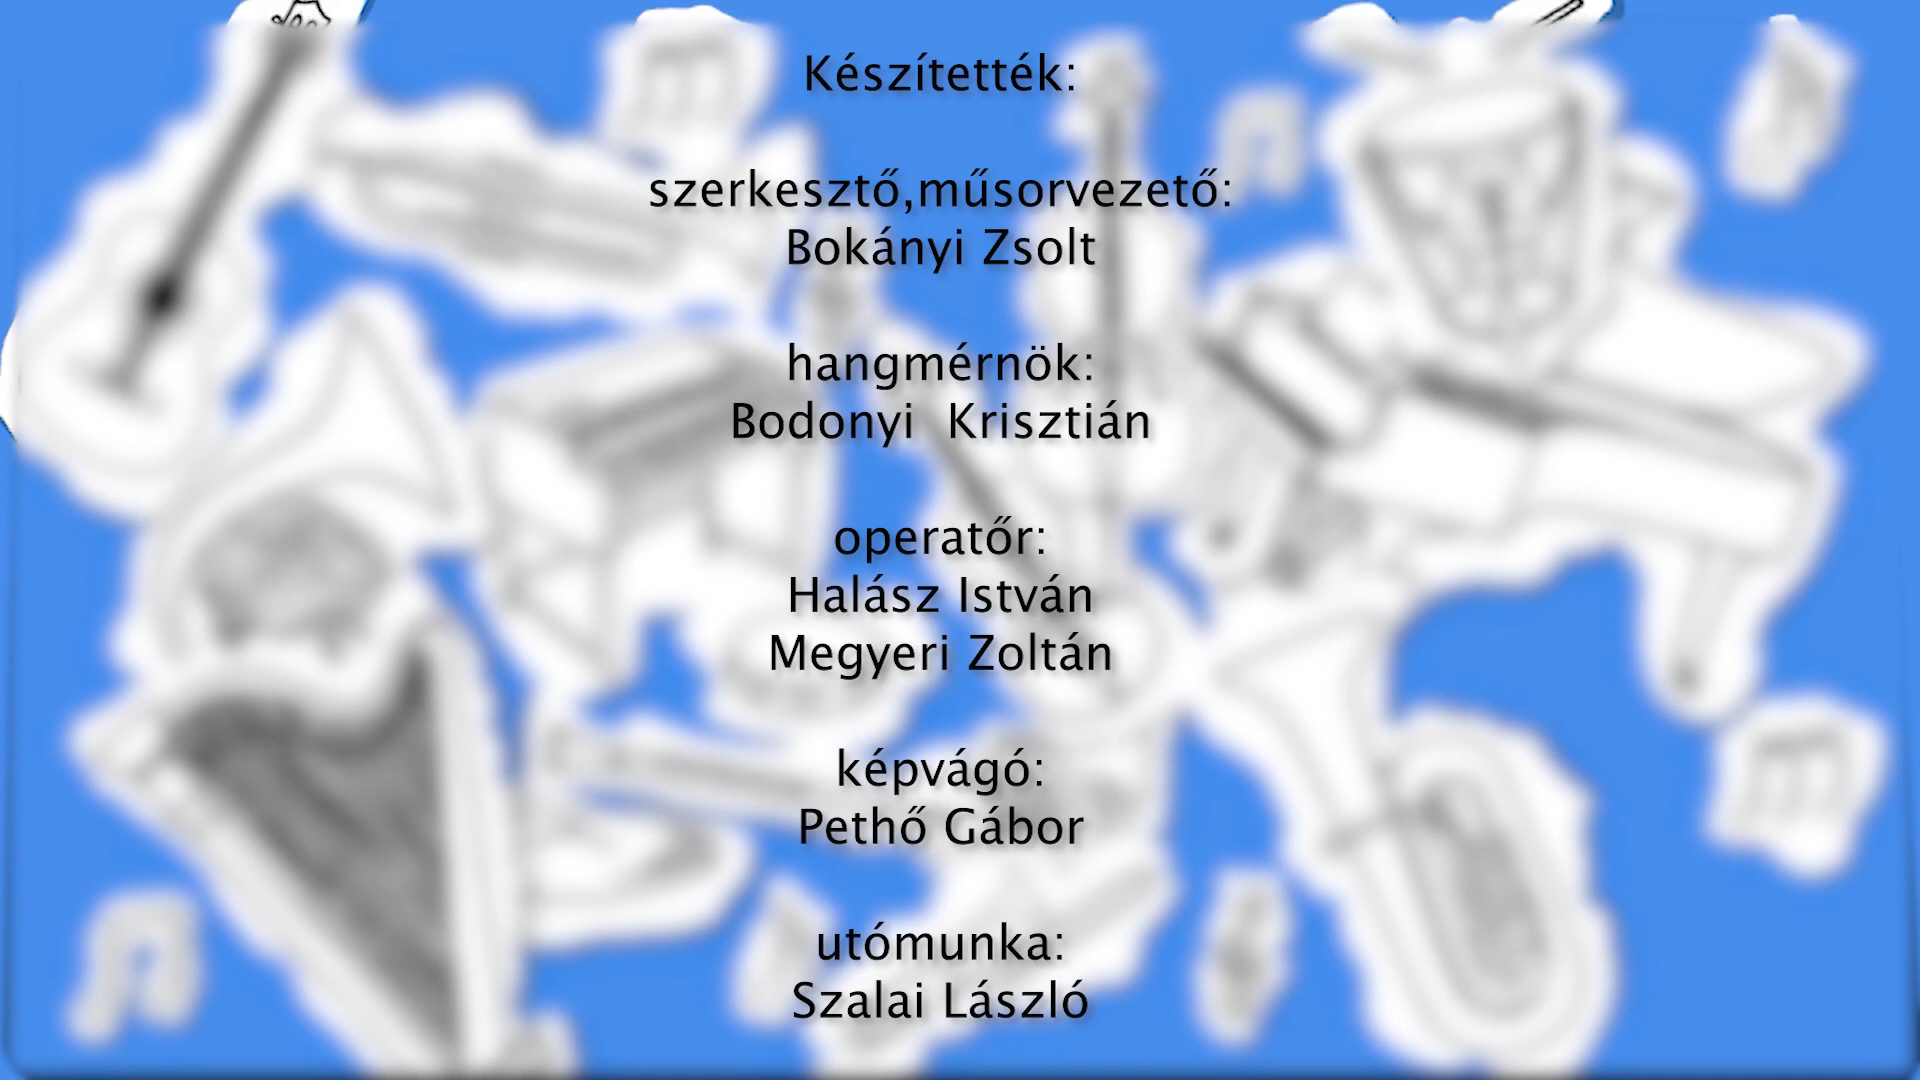 Készítették:
szerkesztő,műsorvezető:
Bokányi Zsolt
hangmérnök:
Bodonyi  Krisztián
operatőr:
Halász István
Megyeri Zoltán
képvágó:
Pethő Gábor
utómunka:
Szalai László